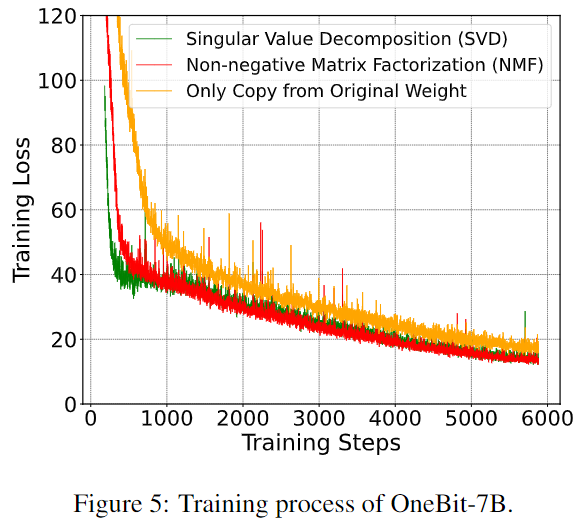 120
100
80
60
40
20
0
Training Loss
Singular Value Decomposition (SVD)
Non-negative Matrix Factorization (NMF)
Only Copy from Original Weight
0 1000 2000 3000 4000 5000 6000
Training Steps
Figure 5: Training process of OneBit-7B.